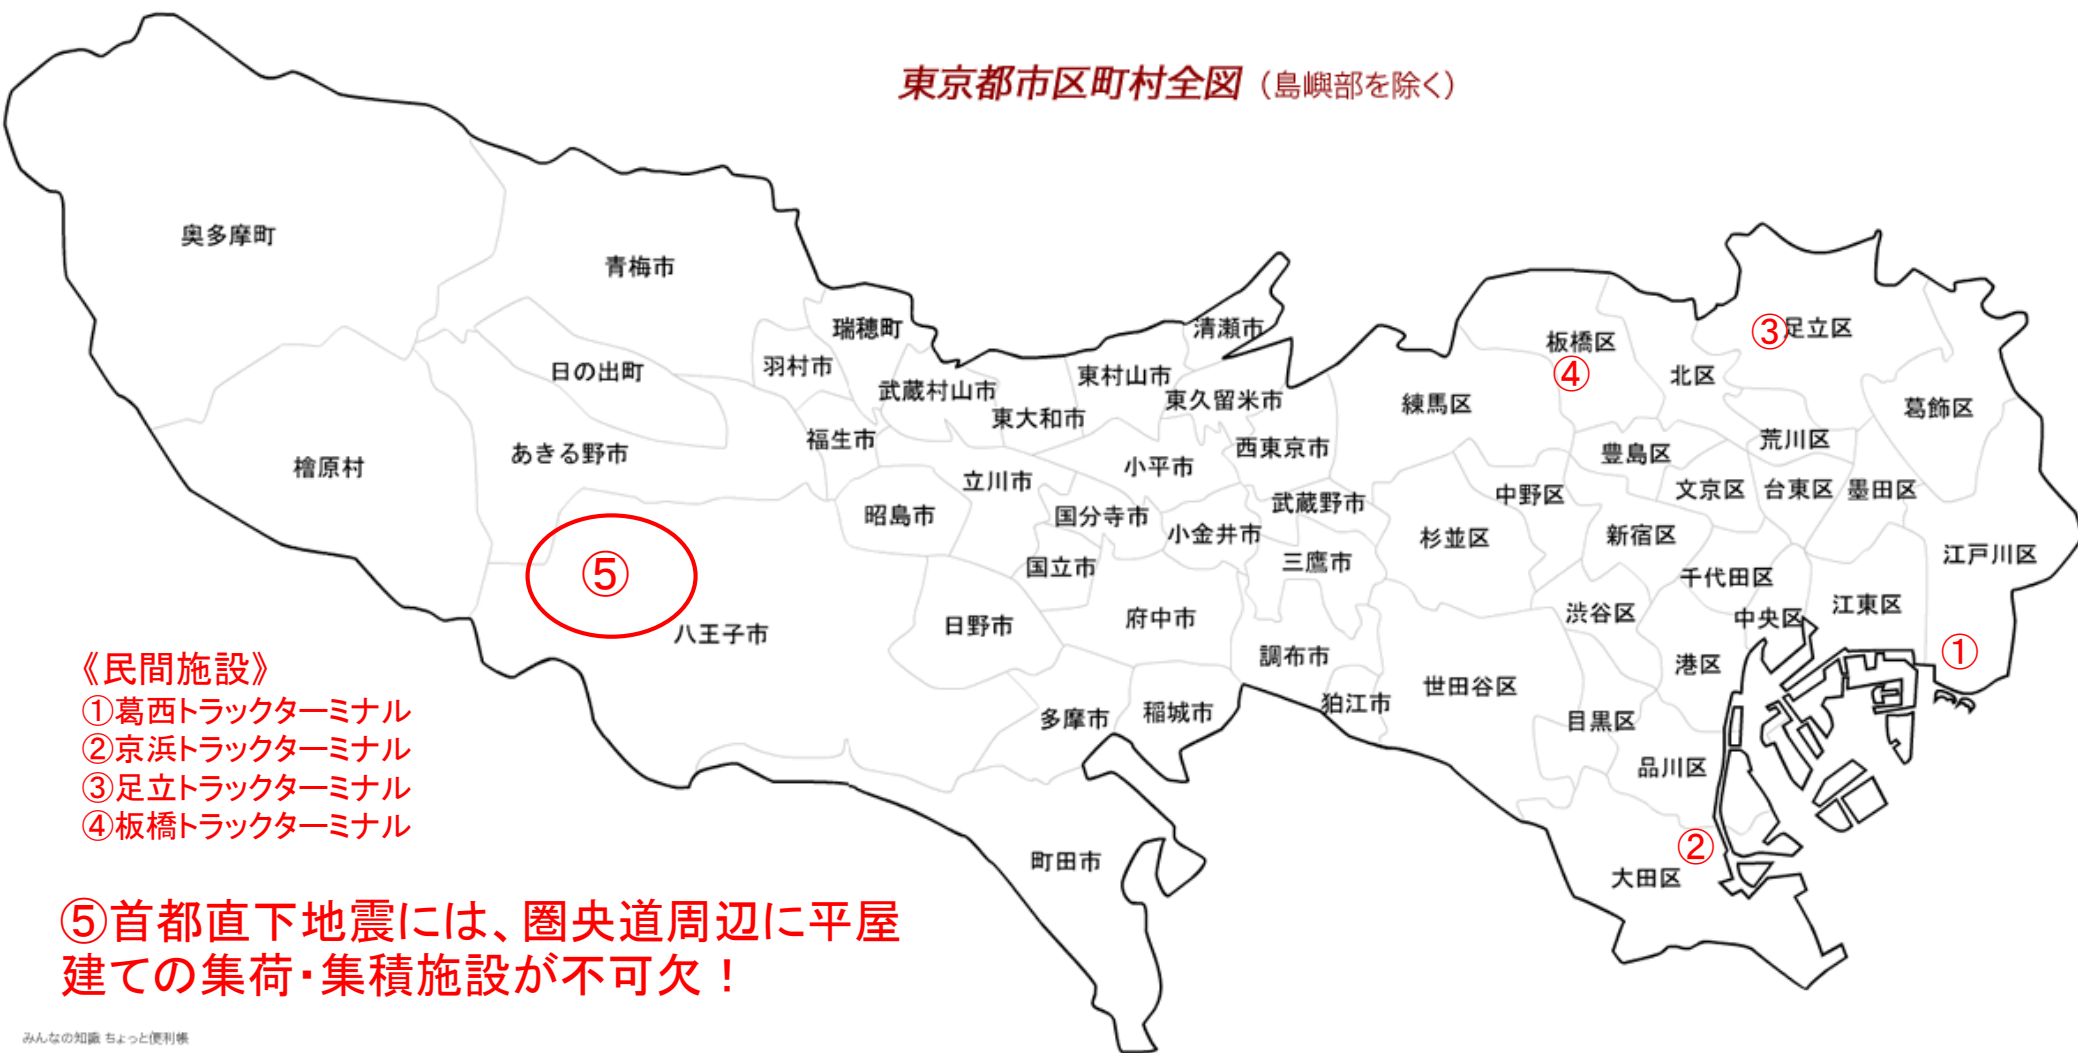 東京都市区町村全図（島嶼部を除く）
奥多摩町
青梅市
瑞穂町
清瀬市
③足立区
板橋区
④
羽村市
日の出町
東村山市
北区
武蔵村山市
東久留米市
練馬区
葛飾区
東大和市
福生市
西東京市
荒川区
あきる野市
豊島区
檜原村
小平市
立川市
中野区
文京区
台東区
墨田区
武蔵野市
昭島市
国分寺市
小金井市
杉並区
新宿区
江戸川区
三鷹市
国立市
⑤
千代田区
渋谷区
江東区
中央区
府中市
日野市
八王子市
調布市
①
港区
世田谷区
狛江市
稲城市
多摩市
目黒区
品川区
②
町田市
大田区
《民間施設》
①葛西トラックターミナル
②京浜トラックターミナル
③足立トラックターミナル
④板橋トラックターミナル
⑤首都直下地震には、圏央道周辺に平屋
建ての集荷・集積施設が不可欠！
みんなの知識 ちょっと便利帳